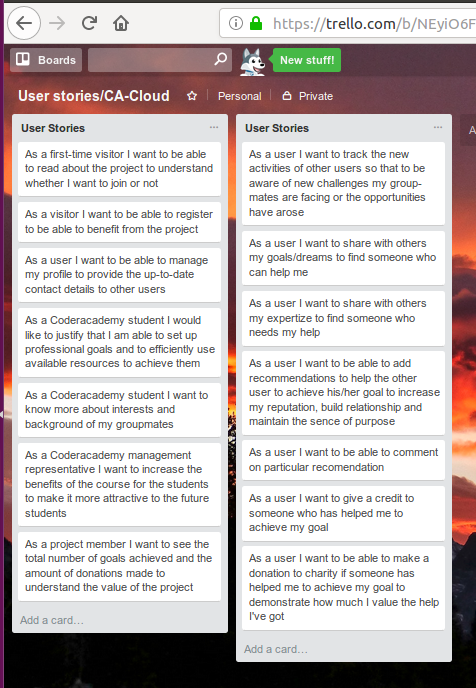 https://trello.com/b/NEyiO6F
Boards
New stuff!
User stories/CA-Cloud
Personal
Private
User Stories
As a first-time visitor I want to be able
to read about the project to understand
whether I want to join or not
As a visitor I want to be able to register
to be able to benefit from the project
As a user I want to be able to manage
my profile to provide the up-to-date
contact details to other users
As a Coderacademy student I would
like to justify that I am able to set up
professional goals and to efficiently use
available resources to achieve them
As a Coderacademy student I want to
know more about interests and
background of my groupmates
As a Coderacademy management
representative I want to increase the
benefits of the course for the students
to make it more attractive to the future
students
As a project member I want to see the
total number of goals achieved and the
amount of donations made to
understand the value of the project
Add a card…
User Stories
As a user I want to track the new
activities of other users so that to be
aware of new challenges my group-
mates are facing or the opportunities
have arose
As a user I want to share with others
my goals/dreams to find someone who
can help me
As a user I want to share with others
my expertize to find someone who
needs my help
As a user I want to be able to add
recommendations to help the other
user to achieve his/her goal to increase
my reputation, build relationship and
maintain the sence of purpose
As a user I want to be able to comment
on particular recomendation
As a user I want to give a credit to
someone who has helped me to
achieve my goal
As a user I want to be able to make a
donation to charity if someone has
helped me to achieve my goal to
demonstrate how much I value the help
I've got
Add a card…
A